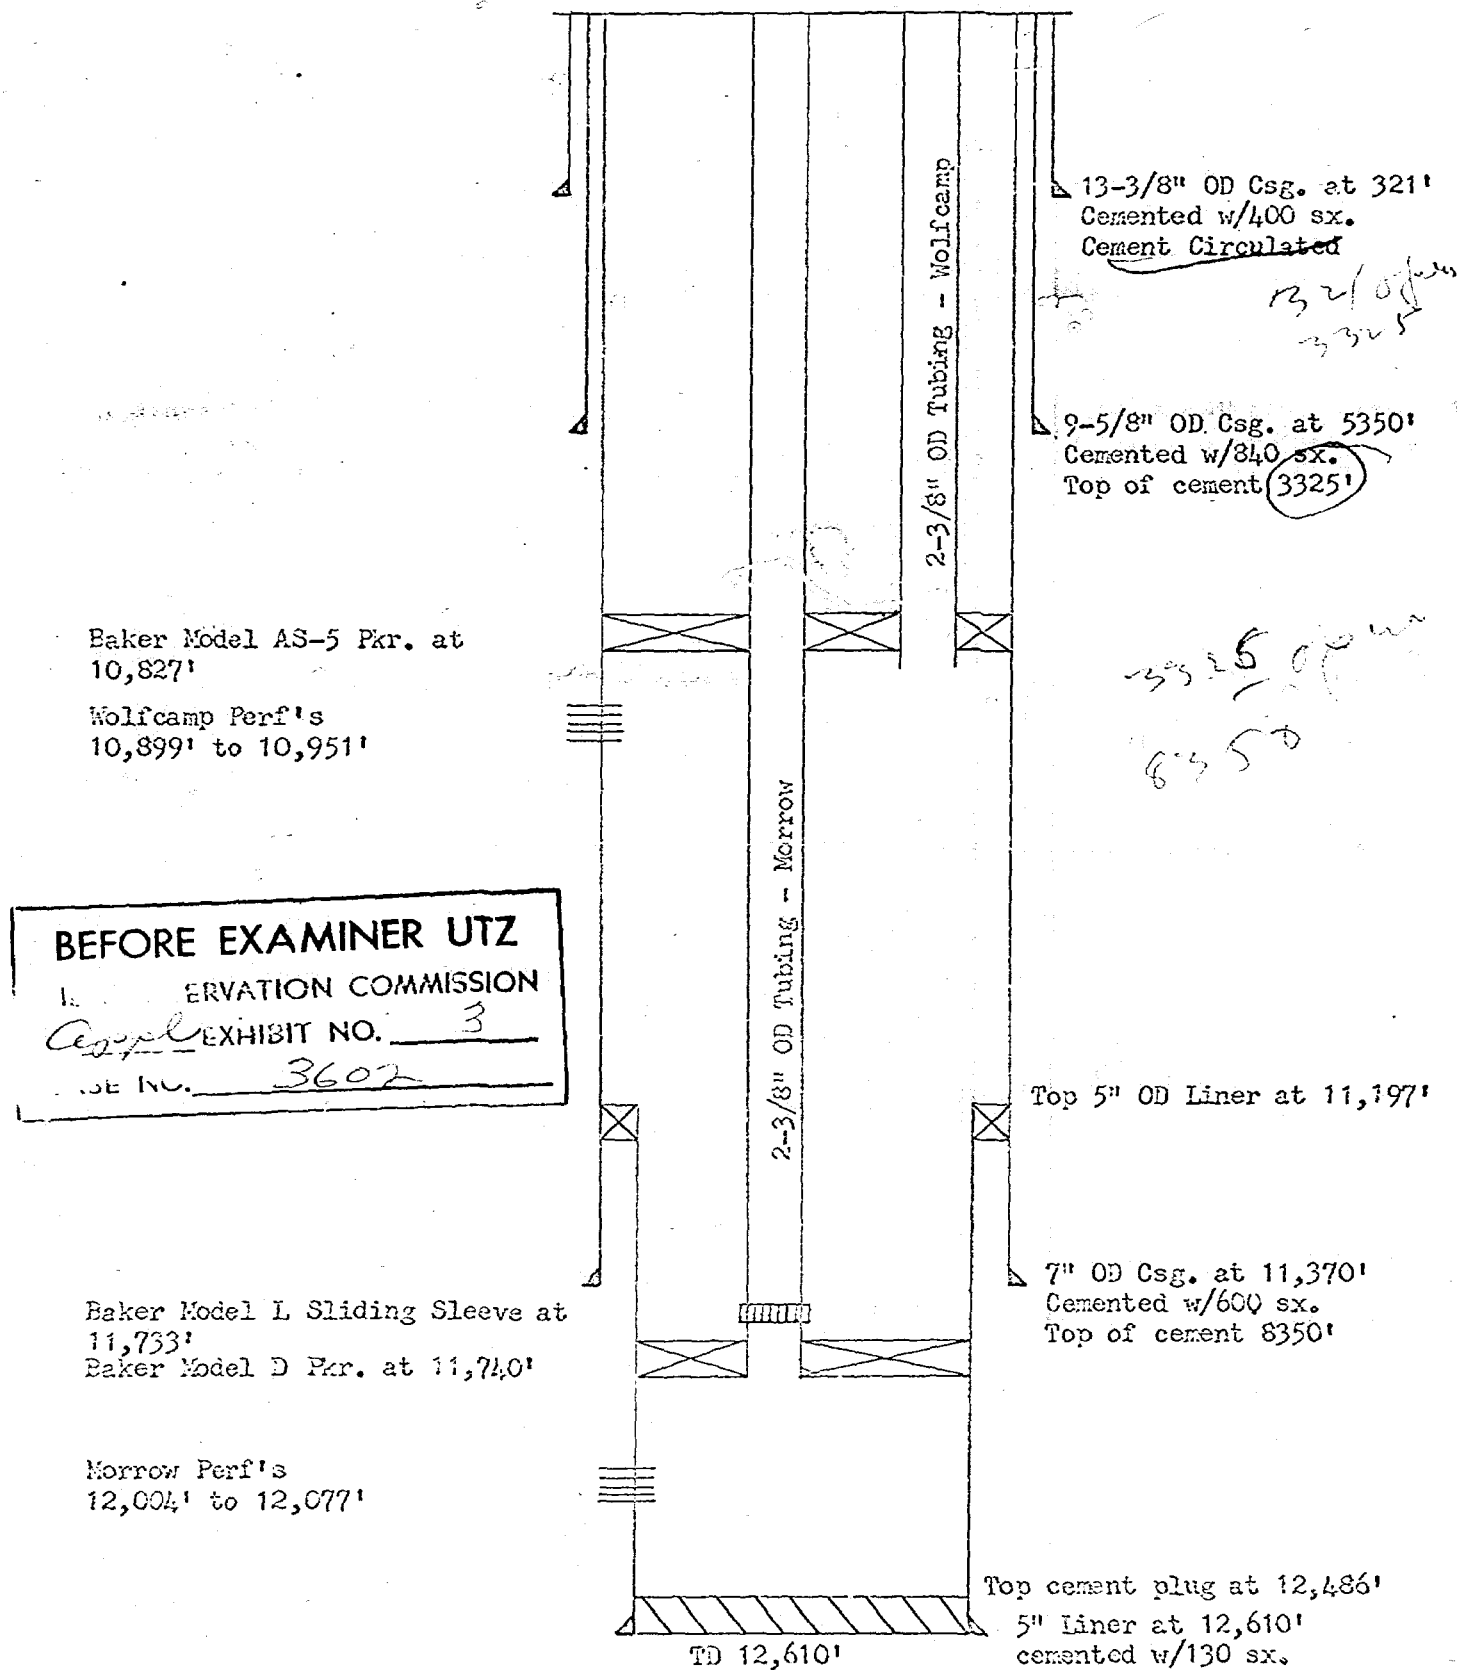 13-3/8" OD Csg. at 321'
Cemented w/400 sx.
Cement Circulated
2-3/8" OD Tubing - Wolfcamp
3325
9-5/8" OD Csg. at 5350'
Cemented w/840 sx.
Top of cement 3325'
Baker Model AS-5 Pkr. at
10,827'
Wolfcamp Perf's
10,899' to 10,951'
8350
2-3/8" OD Tubing - Morrow
BEFORE EXAMINER UTZ
ERVATION COMMISSION
EXHIBIT NO. 3
SE NO. 3602
Top 5" OD Liner at 11,197'
7" OD Csg. at 11,370'
Cemented w/600 sx.
Top of cement 8350'
Baker Model L Sliding Sleeve at
11,733'
Baker Model D Pkr. at 11,740'
Morrow Perf's
12,004' to 12,077'
Top cement plug at 12,486'
5" Liner at 12,610'
cemented w/130 sx.
TD 12,610'